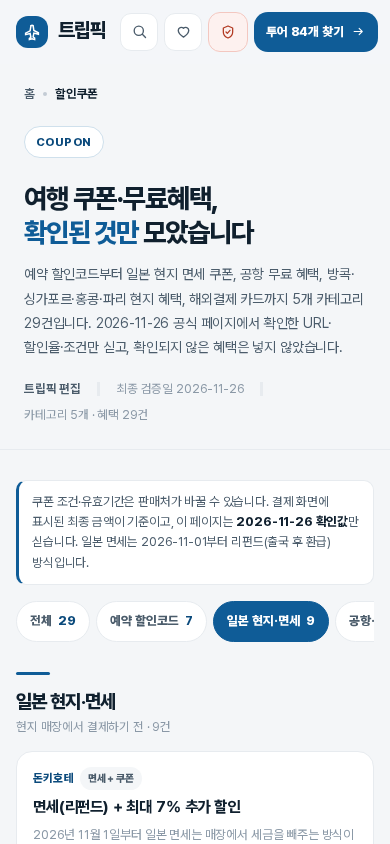 트립픽
투어 84개 찾기 →
홈 • 할인쿠폰
COUPON
여행 쿠폰·무료혜택,
확인된 것만 모았습니다
예약 할인코드부터 일본 현지 면세 쿠폰, 공항 무료 혜택, 방콕·
싱가포르·홍콩·파리 현지 혜택, 해외결제 카드까지 5개 카테고리
29건입니다. 2026-11-26 공식 페이지에서 확인한 URL·
할인율·조건만 싣고, 확인되지 않은 혜택은 넣지 않았습니다.
트립픽 편집 | 최종 검증일 2026-11-26 |
카테고리 5개 · 혜택 29건
쿠폰 조건·유효기간은 판매처가 바꿀 수 있습니다. 결제 화면에
표시된 최종 금액이 기준이고, 이 페이지는 2026-11-26 확인값만
싣습니다. 일본 면세는 2026-11-01부터 리펀드(출국 후 환급)
방식입니다.
전체 29 예약 할인코드 7 일본 현지·면세 9 공항·
일본 현지·면세
현지 매장에서 결제하기 전 · 9건
돈키호테 면세 + 쿠폰
면세(리펀드) + 최대 7% 추가 할인
2026년 11월 1일부터 일본 면세는 매장에서 세금을 빼주는 방식이